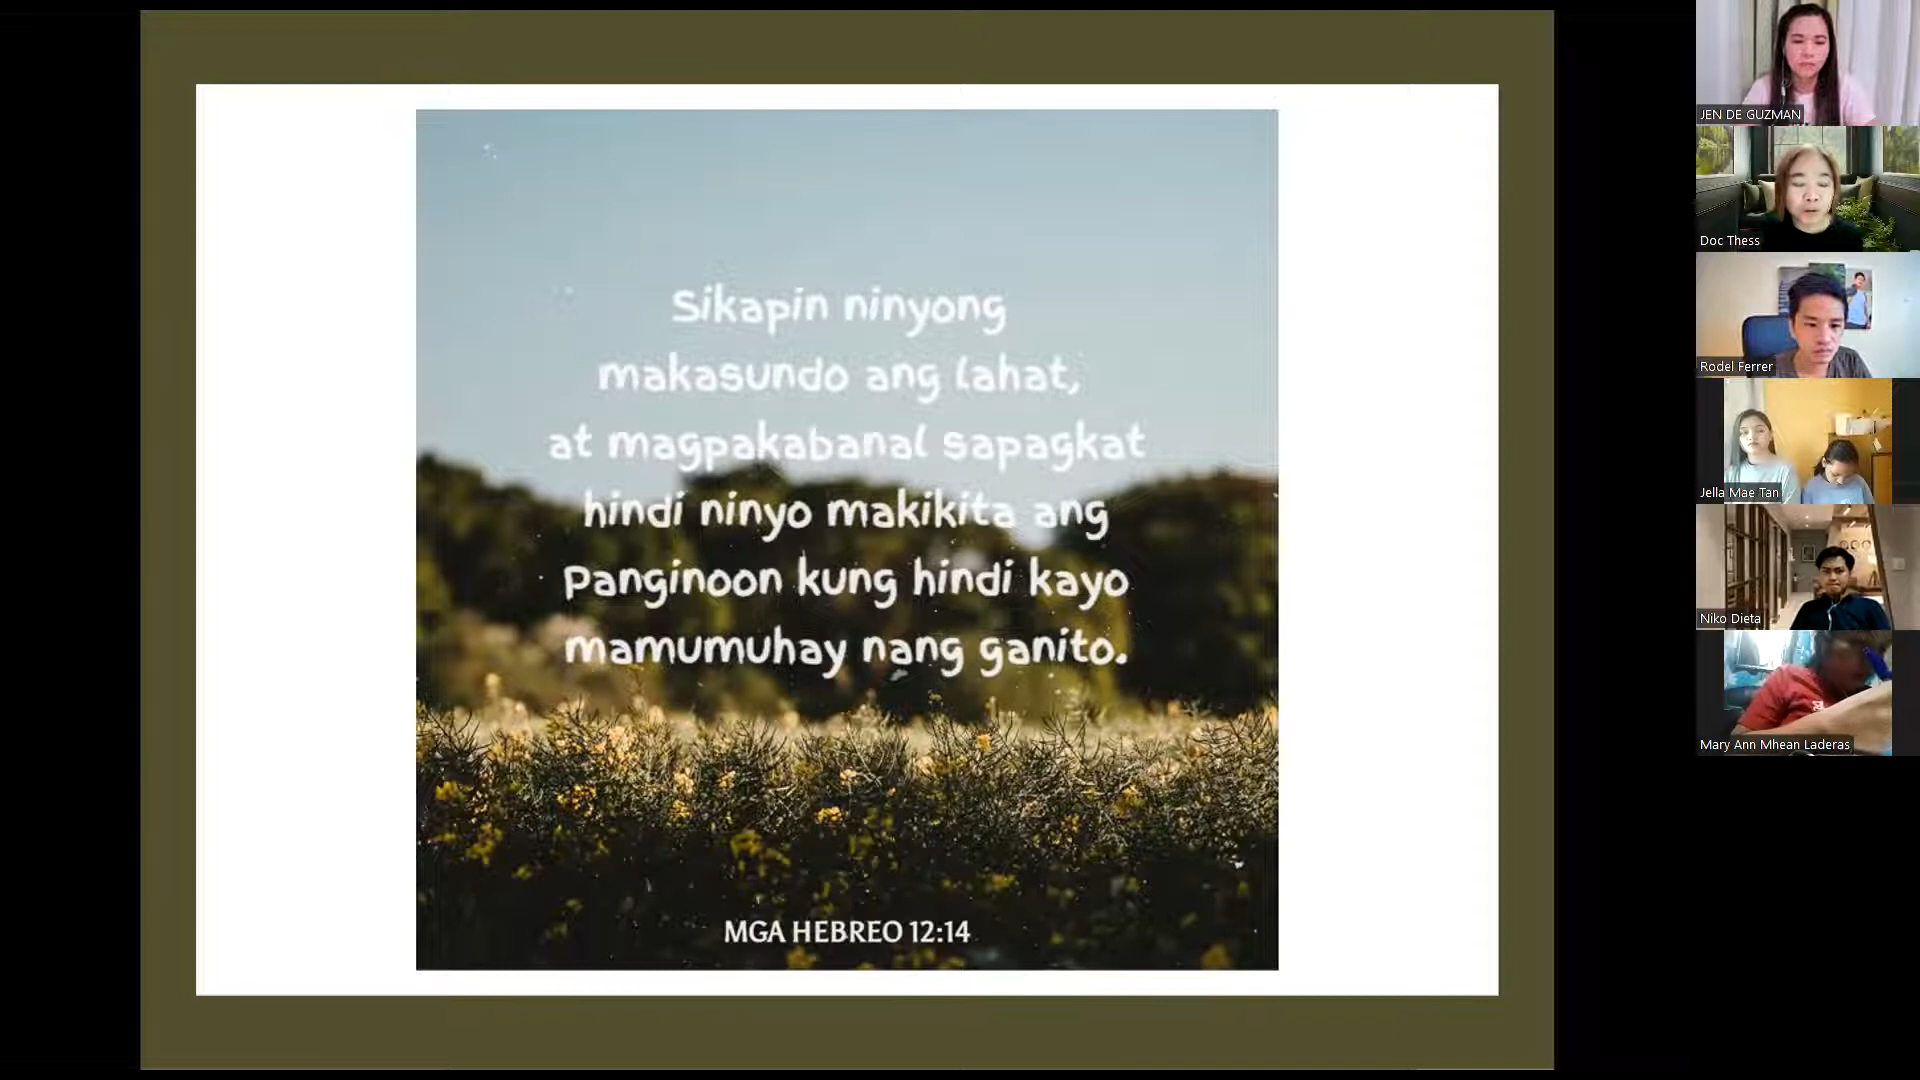 Sikapin ninyong
makasundo ang lahat,
at magpakabanal sapagkat
hindi ninyo makikita ang
Panginoon kung hindi kayo
mamumuhay nang ganito.
MGA HEBREO 12:14
JEN DE GUZMAN
Doc Thess
Rodel Ferrer
Jella Mae Tan
Niko Dieta
Mary Ann Mhean Laderas